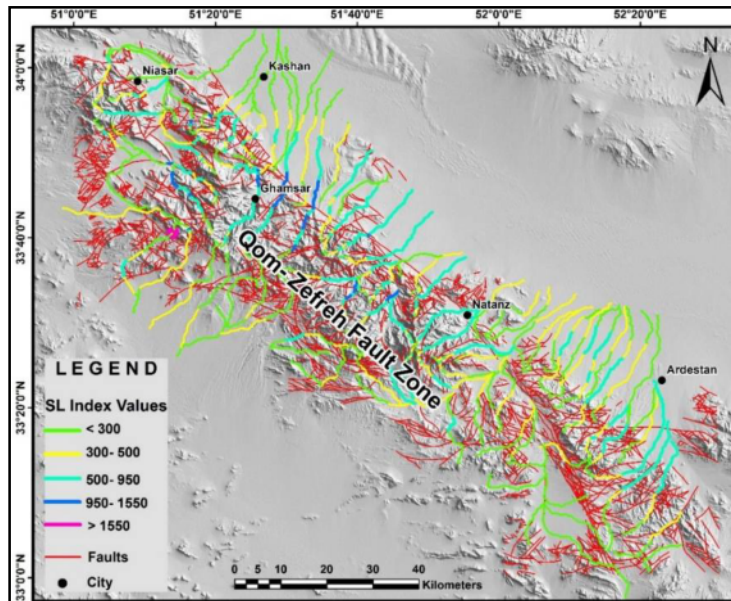 51°0'0"E 51°20'0"E 51°40'0"E 52°0'0"E 52°20'0"E
34°0'0"N
33°40'0"N
33°20'0"N
33°0'0"N
N
Niasar
Kashan
Ghamsar
Qom- Zefreh Fault Zone
Natanz
Ardestan
LEGEND
SL Index Values
< 300
300- 500
500- 950
950- 1550
> 1550
Faults
City
0 5 10 20 30 40
Kilometers